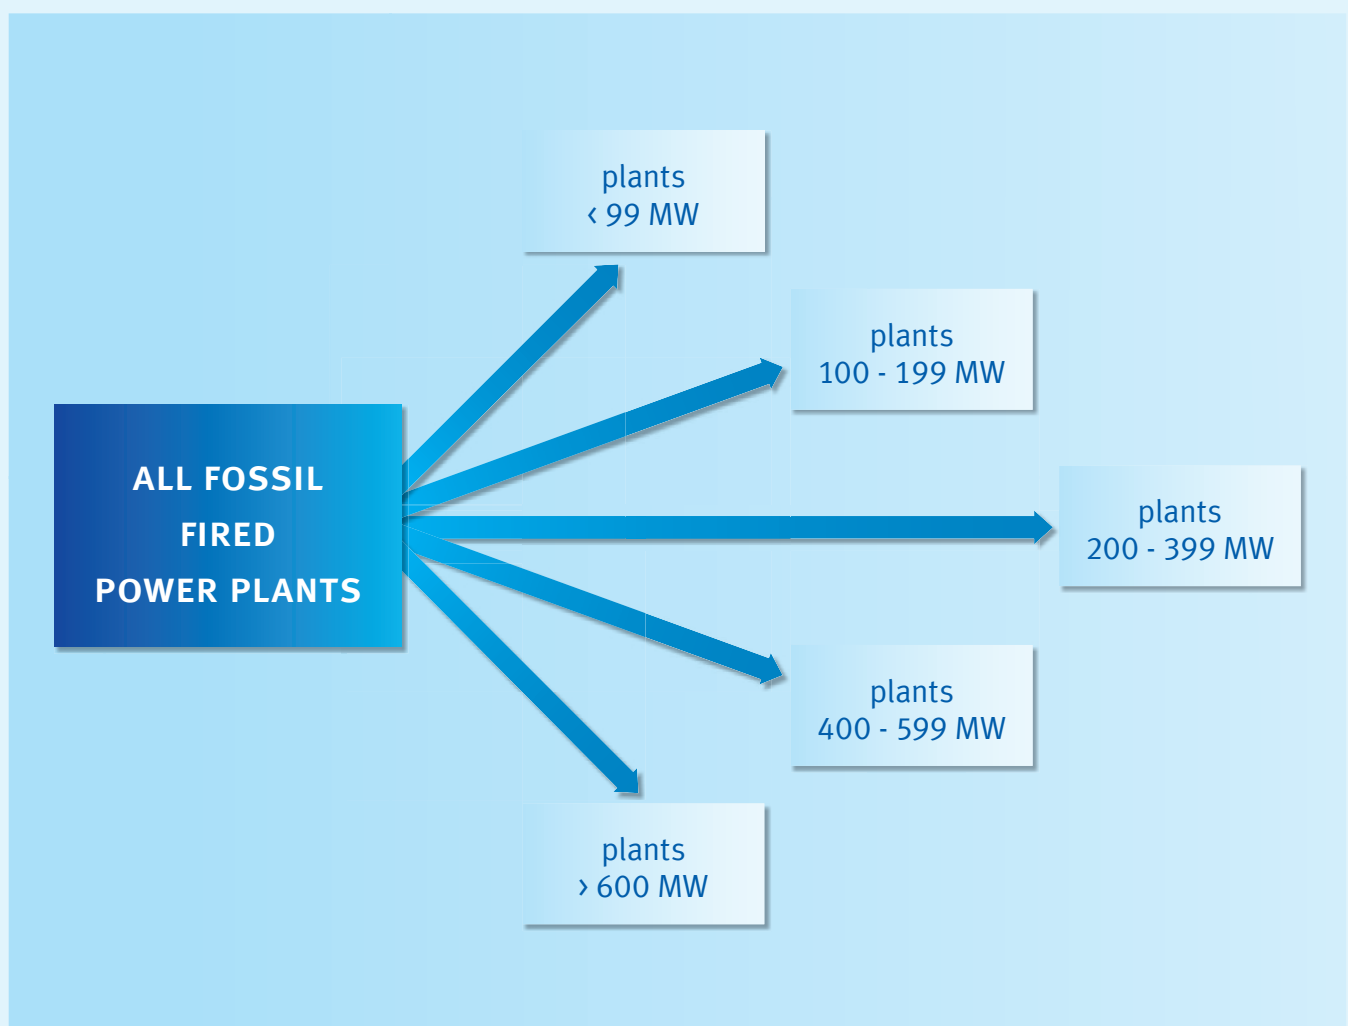 plants
< 99 MW
plants
100 - 199 MW
ALL FOSSIL
FIRED
POWER PLANTS
plants
200 - 399 MW
plants
400 - 599 MW
plants
> 600 MW